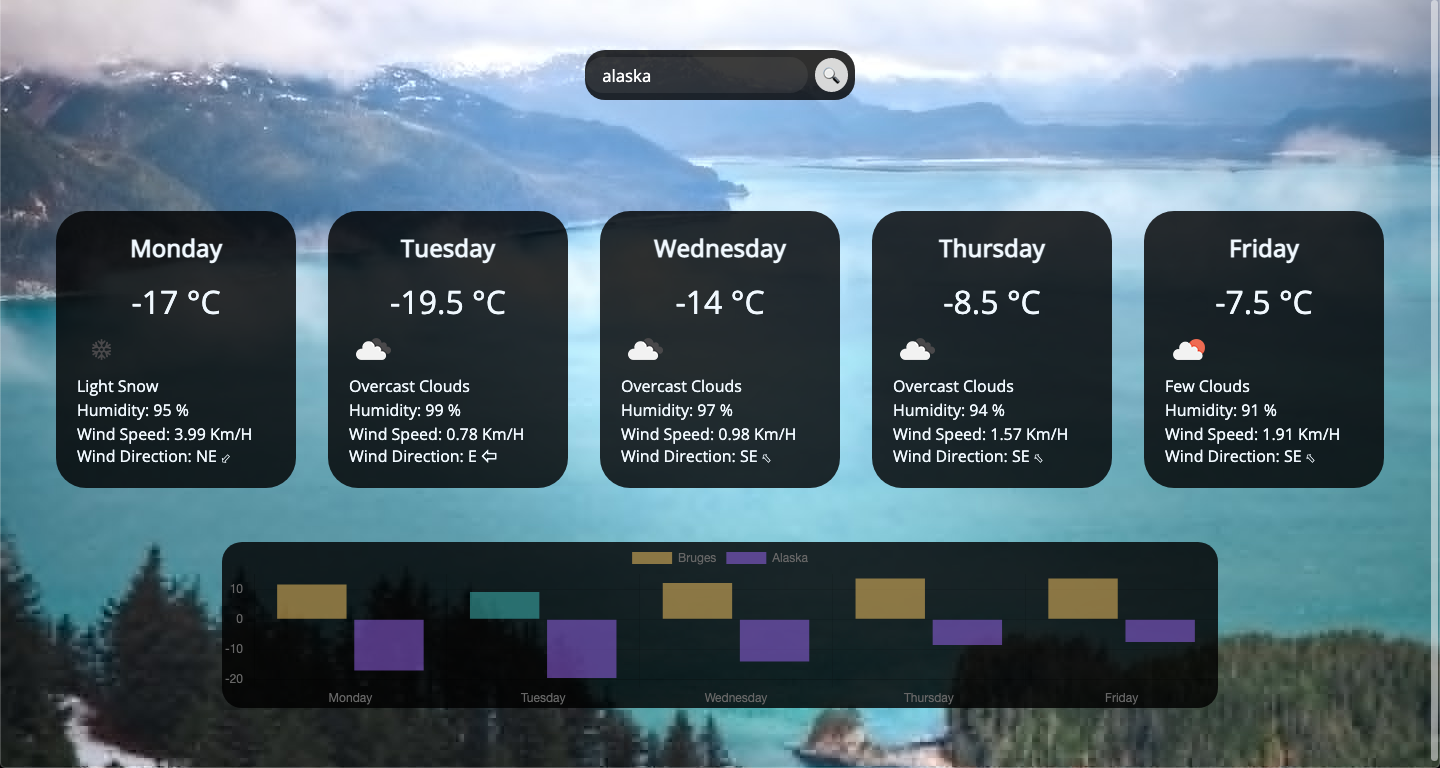 alaska
Monday
-17 °C
Light Snow
Humidity: 95 %
Wind Speed: 3.99 Km/H
Wind Direction: NE ⬃
Tuesday
-19.5 °C
Overcast Clouds
Humidity: 99 %
Wind Speed: 0.78 Km/H
Wind Direction: E ⇦
Wednesday
-14 °C
Overcast Clouds
Humidity: 97 %
Wind Speed: 0.98 Km/H
Wind Direction: SE ⬁
Thursday
-8.5 °C
Overcast Clouds
Humidity: 94 %
Wind Speed: 1.57 Km/H
Wind Direction: SE ⬁
Friday
-7.5 °C
Few Clouds
Humidity: 91 %
Wind Speed: 1.91 Km/H
Wind Direction: SE ⬁
Bruges Alaska
10
0
-10
-20
Monday Tuesday Wednesday Thursday Friday